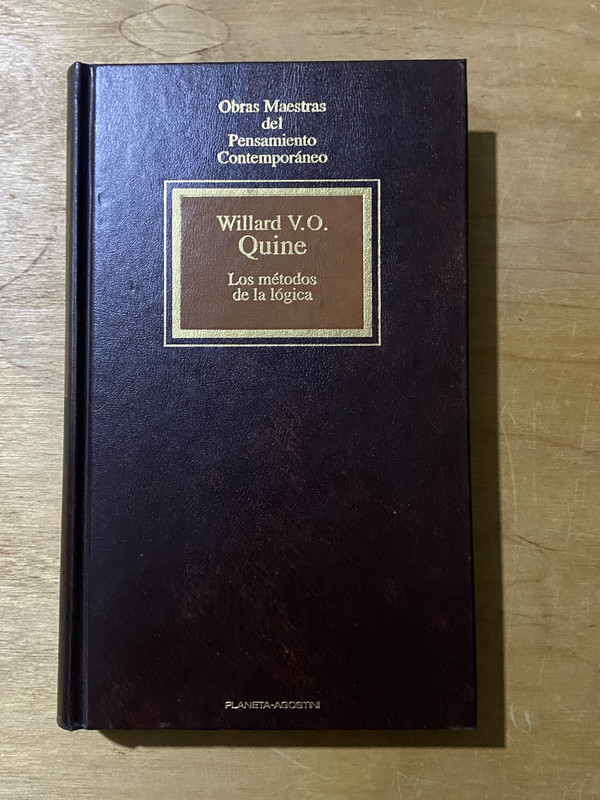 Obras Maestras
del
Pensamiento
Contemporáneo
Willard V.O.
Quine
Los métodos
de la lógica
PLANETA-AGOSTINI